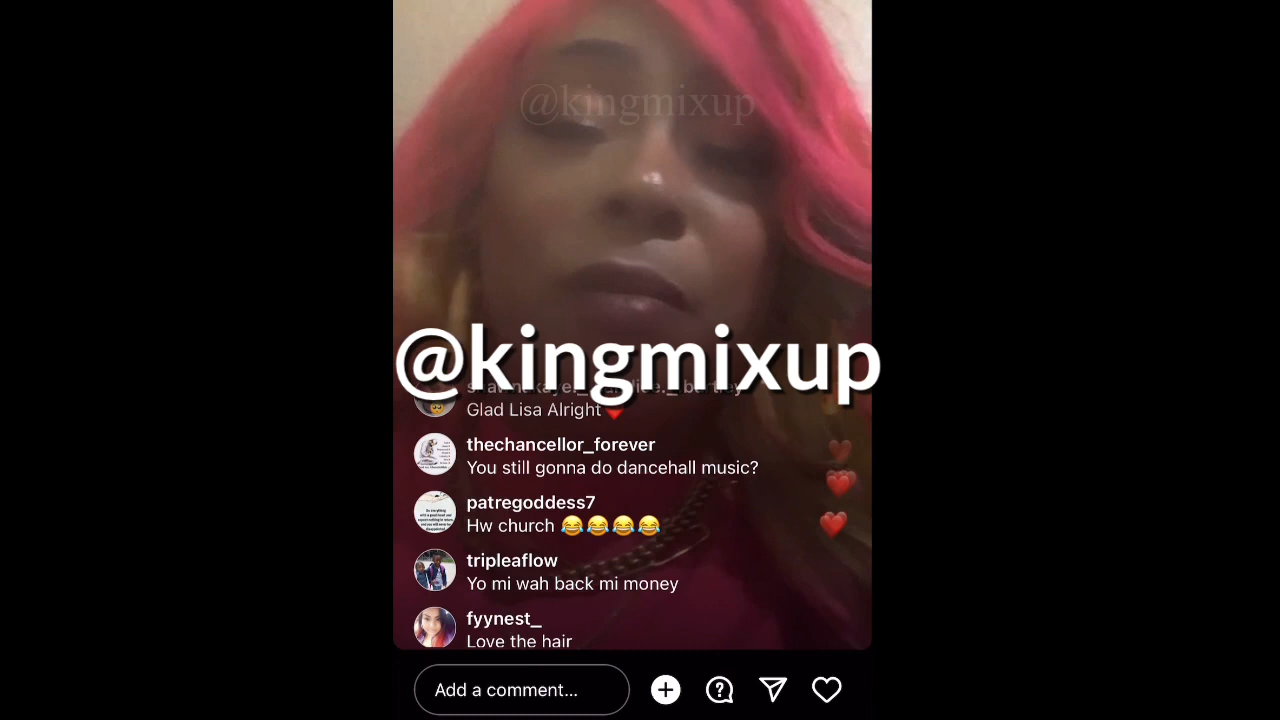 @kingmixup
@kingmixup
Glad Lisa Alright ❤️
thechancellor_forever
You still gonna do dancehall music?
patregoddess7
Hw church 😂😂😂😂
tripleaflow
Yo mi wah back mi money
fyynest_
Love the hair
Add a comment...